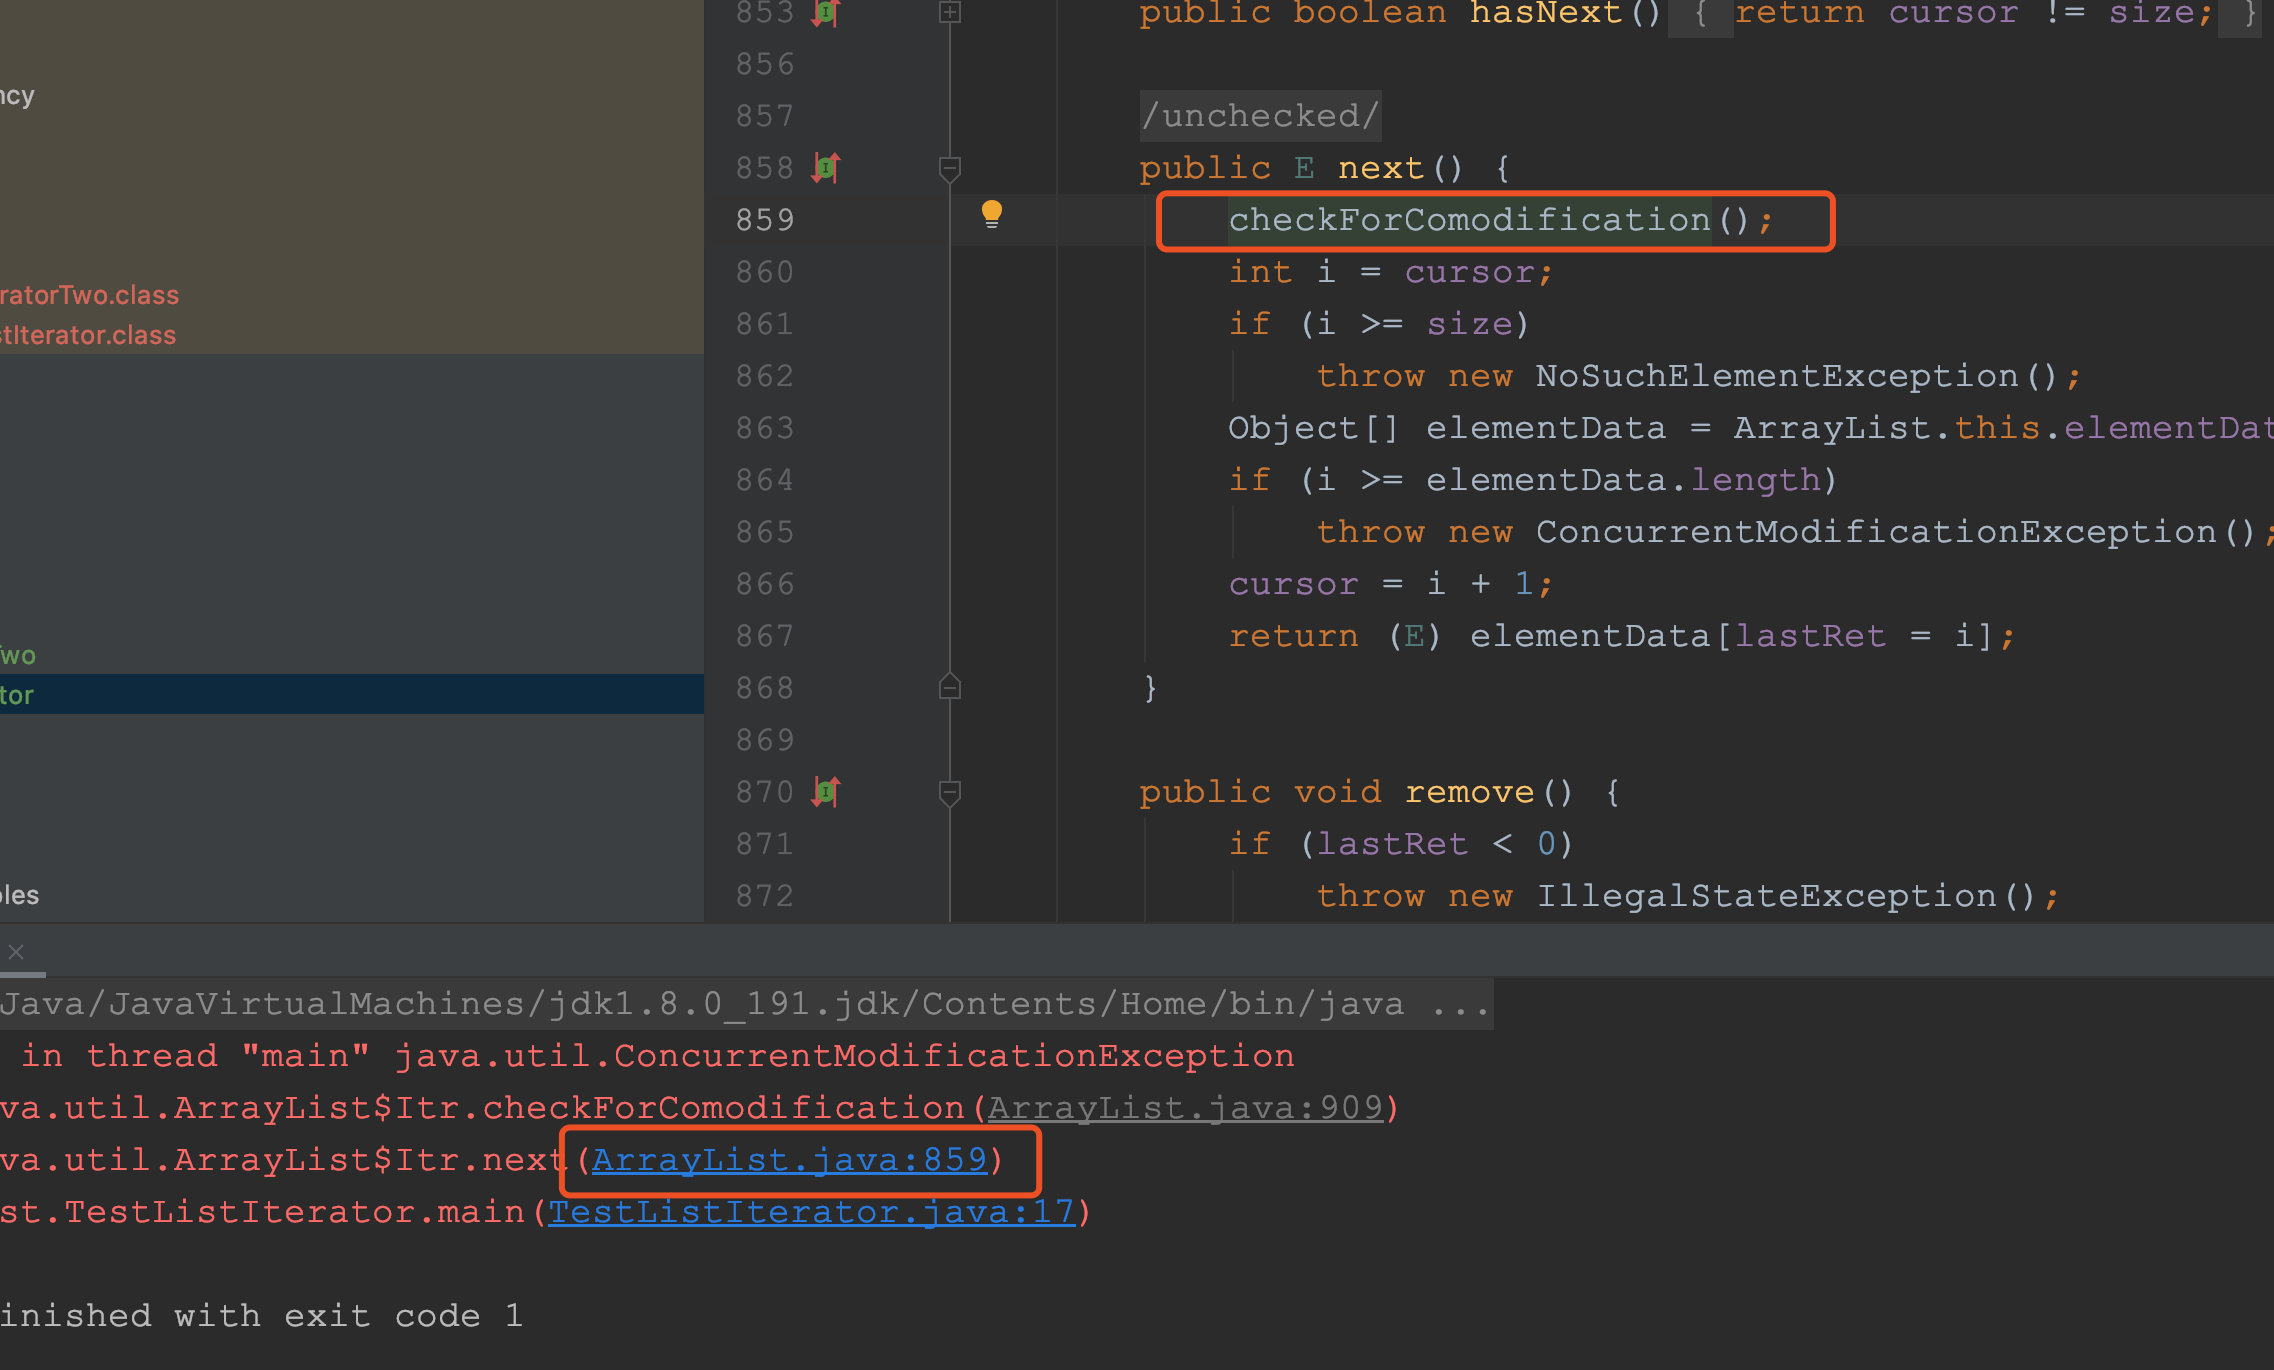 ncy
ratorTwo.class
stIterator.class
Two
tor
bles
853 public boolean hasNext() { return cursor != size; }
856
857 /unchecked/
858 public E next() {
859 checkForComodification();
860 int i = cursor;
861 if (i >= size)
862 throw new NoSuchElementException();
863 Object[] elementData = ArrayList.this.elementDat
864 if (i >= elementData.length)
865 throw new ConcurrentModificationException();
866 cursor = i + 1;
867 return (E) elementData[lastRet = i];
868 }
869
870 public void remove() {
871 if (lastRet < 0)
872 throw new IllegalStateException();
Java/JavaVirtualMachines/jdk1.8.0_191.jdk/Contents/Home/bin/java ...
in thread "main" java.util.ConcurrentModificationException
va.util.ArrayList$Itr.checkForComodification(ArrayList.java:909)
va.util.ArrayList$Itr.next(ArrayList.java:859)
st.TestListIterator.main(TestListIterator.java:17)
inished with exit code 1